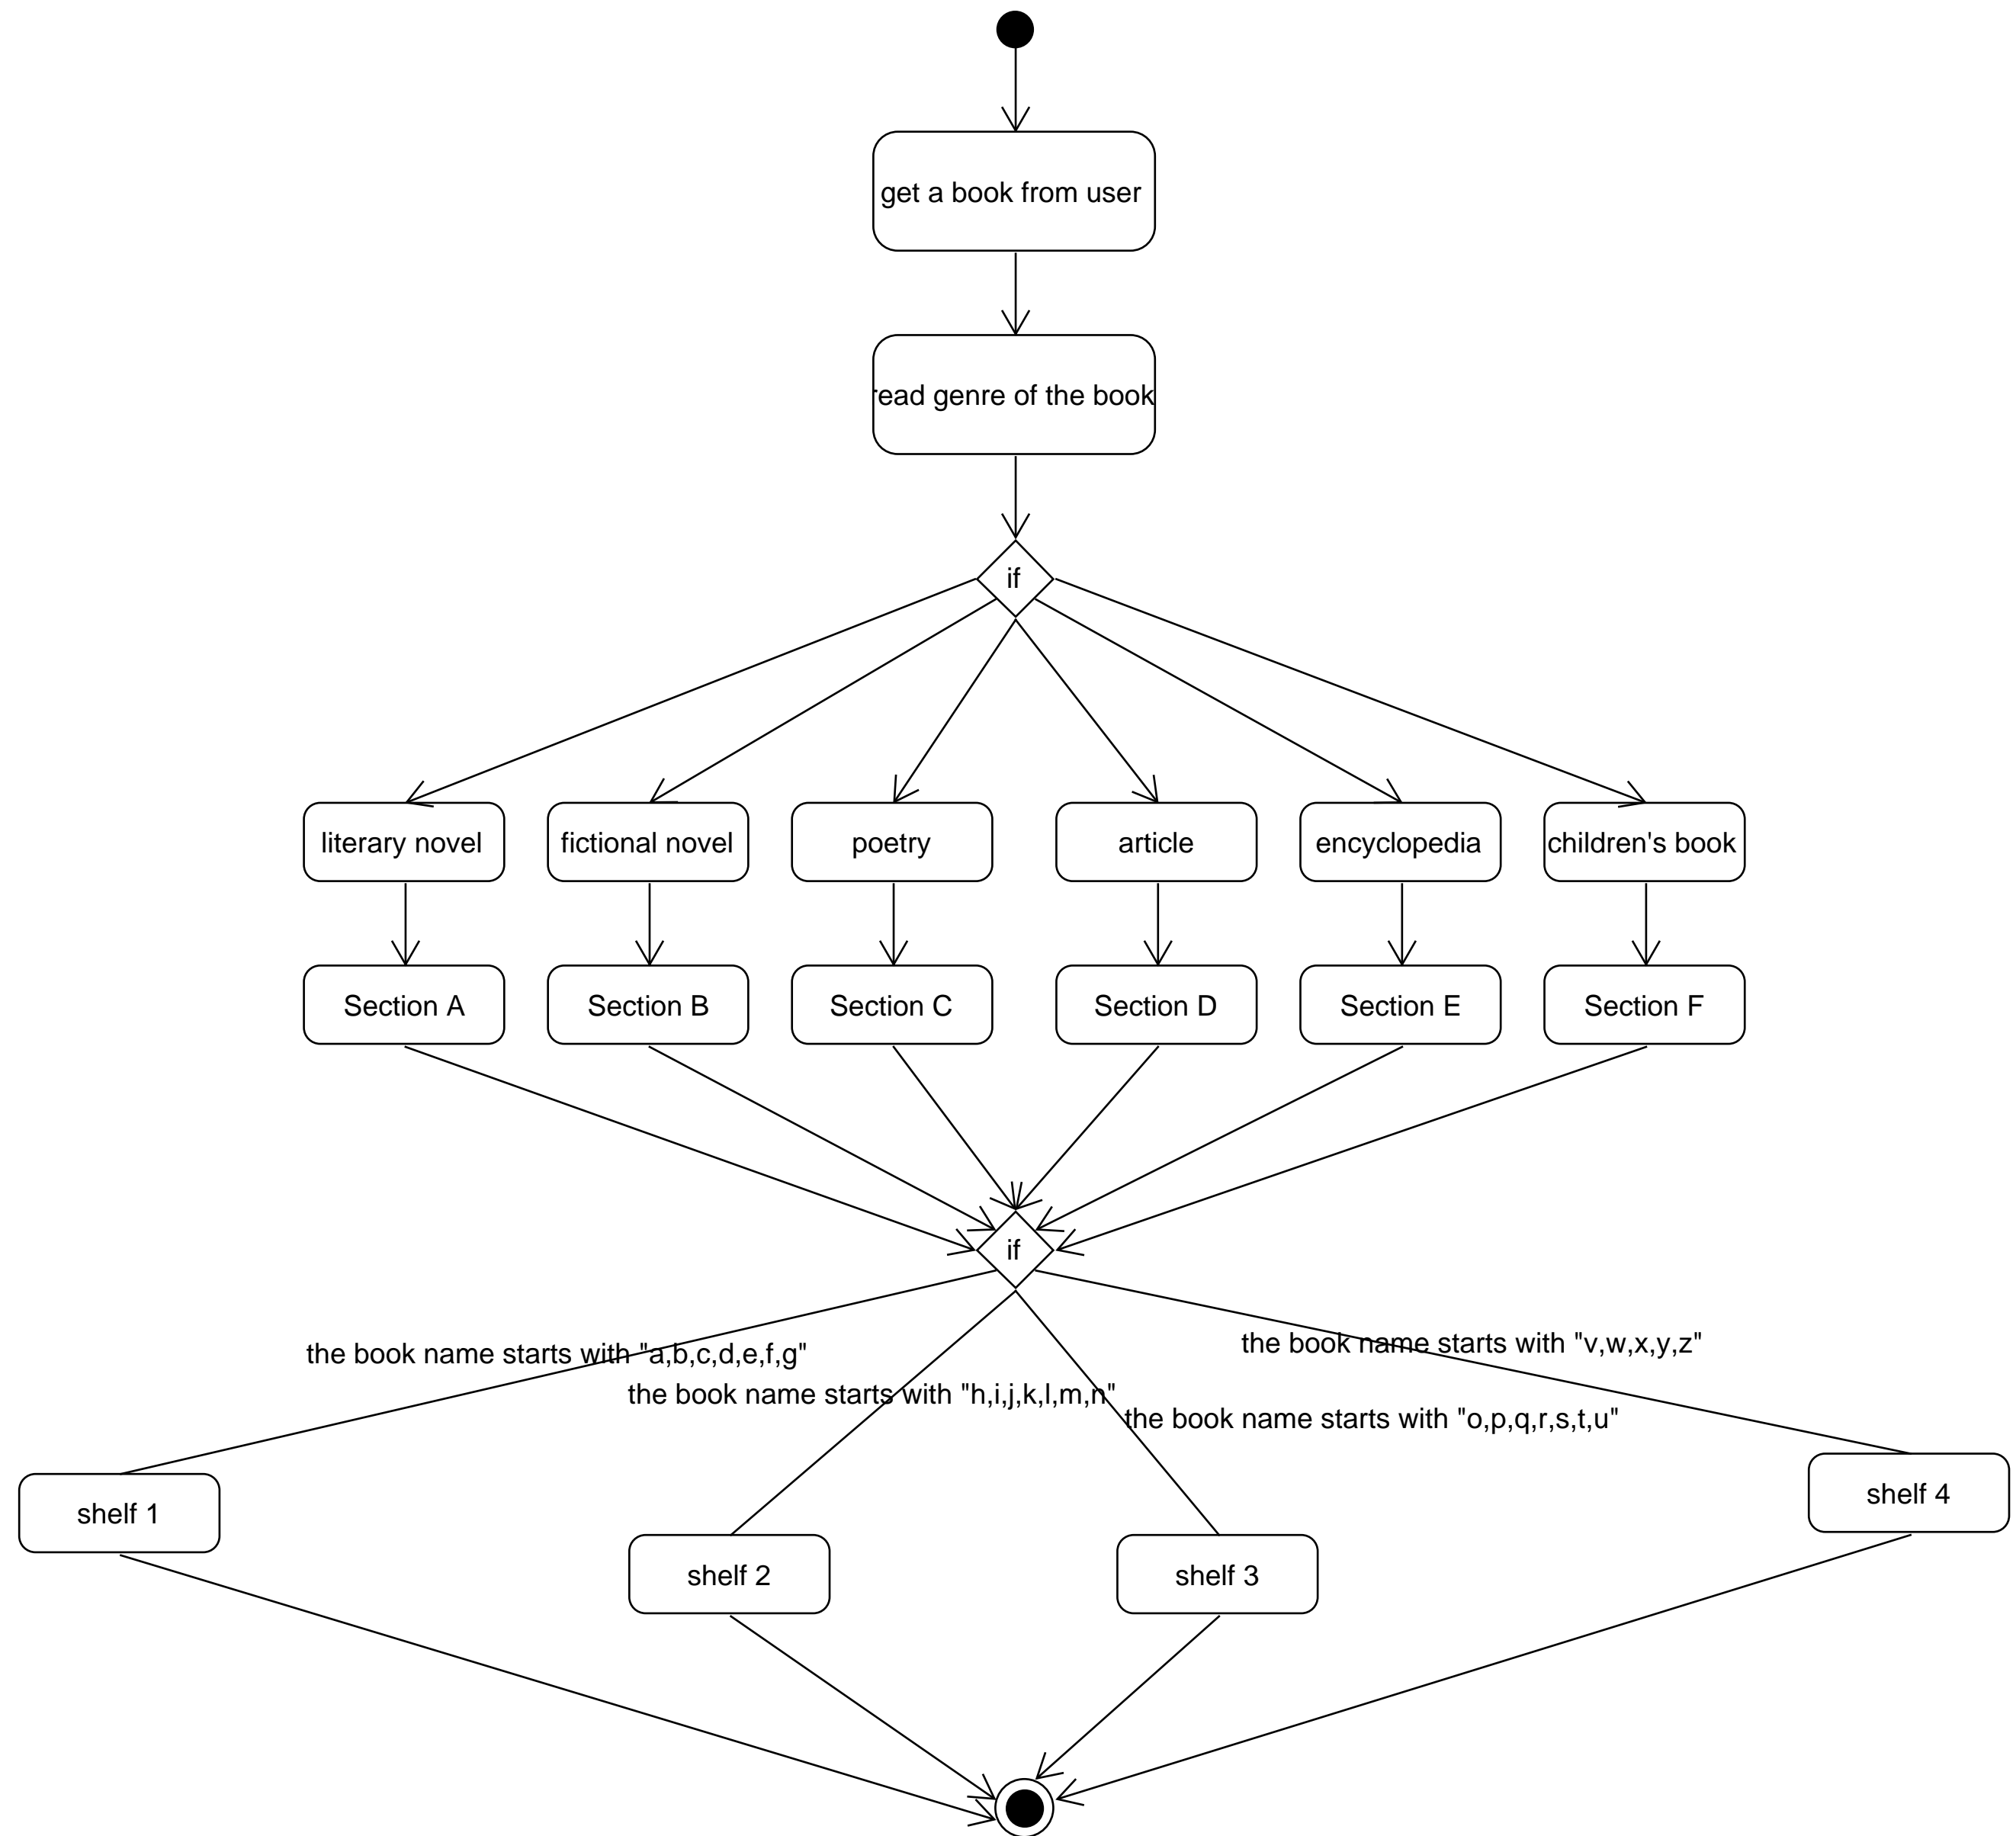 get a book from user
read genre of the book
if
literary novel
fictional novel
poetry
article
encyclopedia
children's book
Section A
Section B
Section C
Section D
Section E
Section F
if
the book name starts with "a,b,c,d,e,f,g"
the book name starts with "v,w,x,y,z"
the book name starts with "h,i,j,k,l,m,n"
the book name starts with "o,p,q,r,s,t,u"
shelf 1
shelf 4
shelf 2
shelf 3